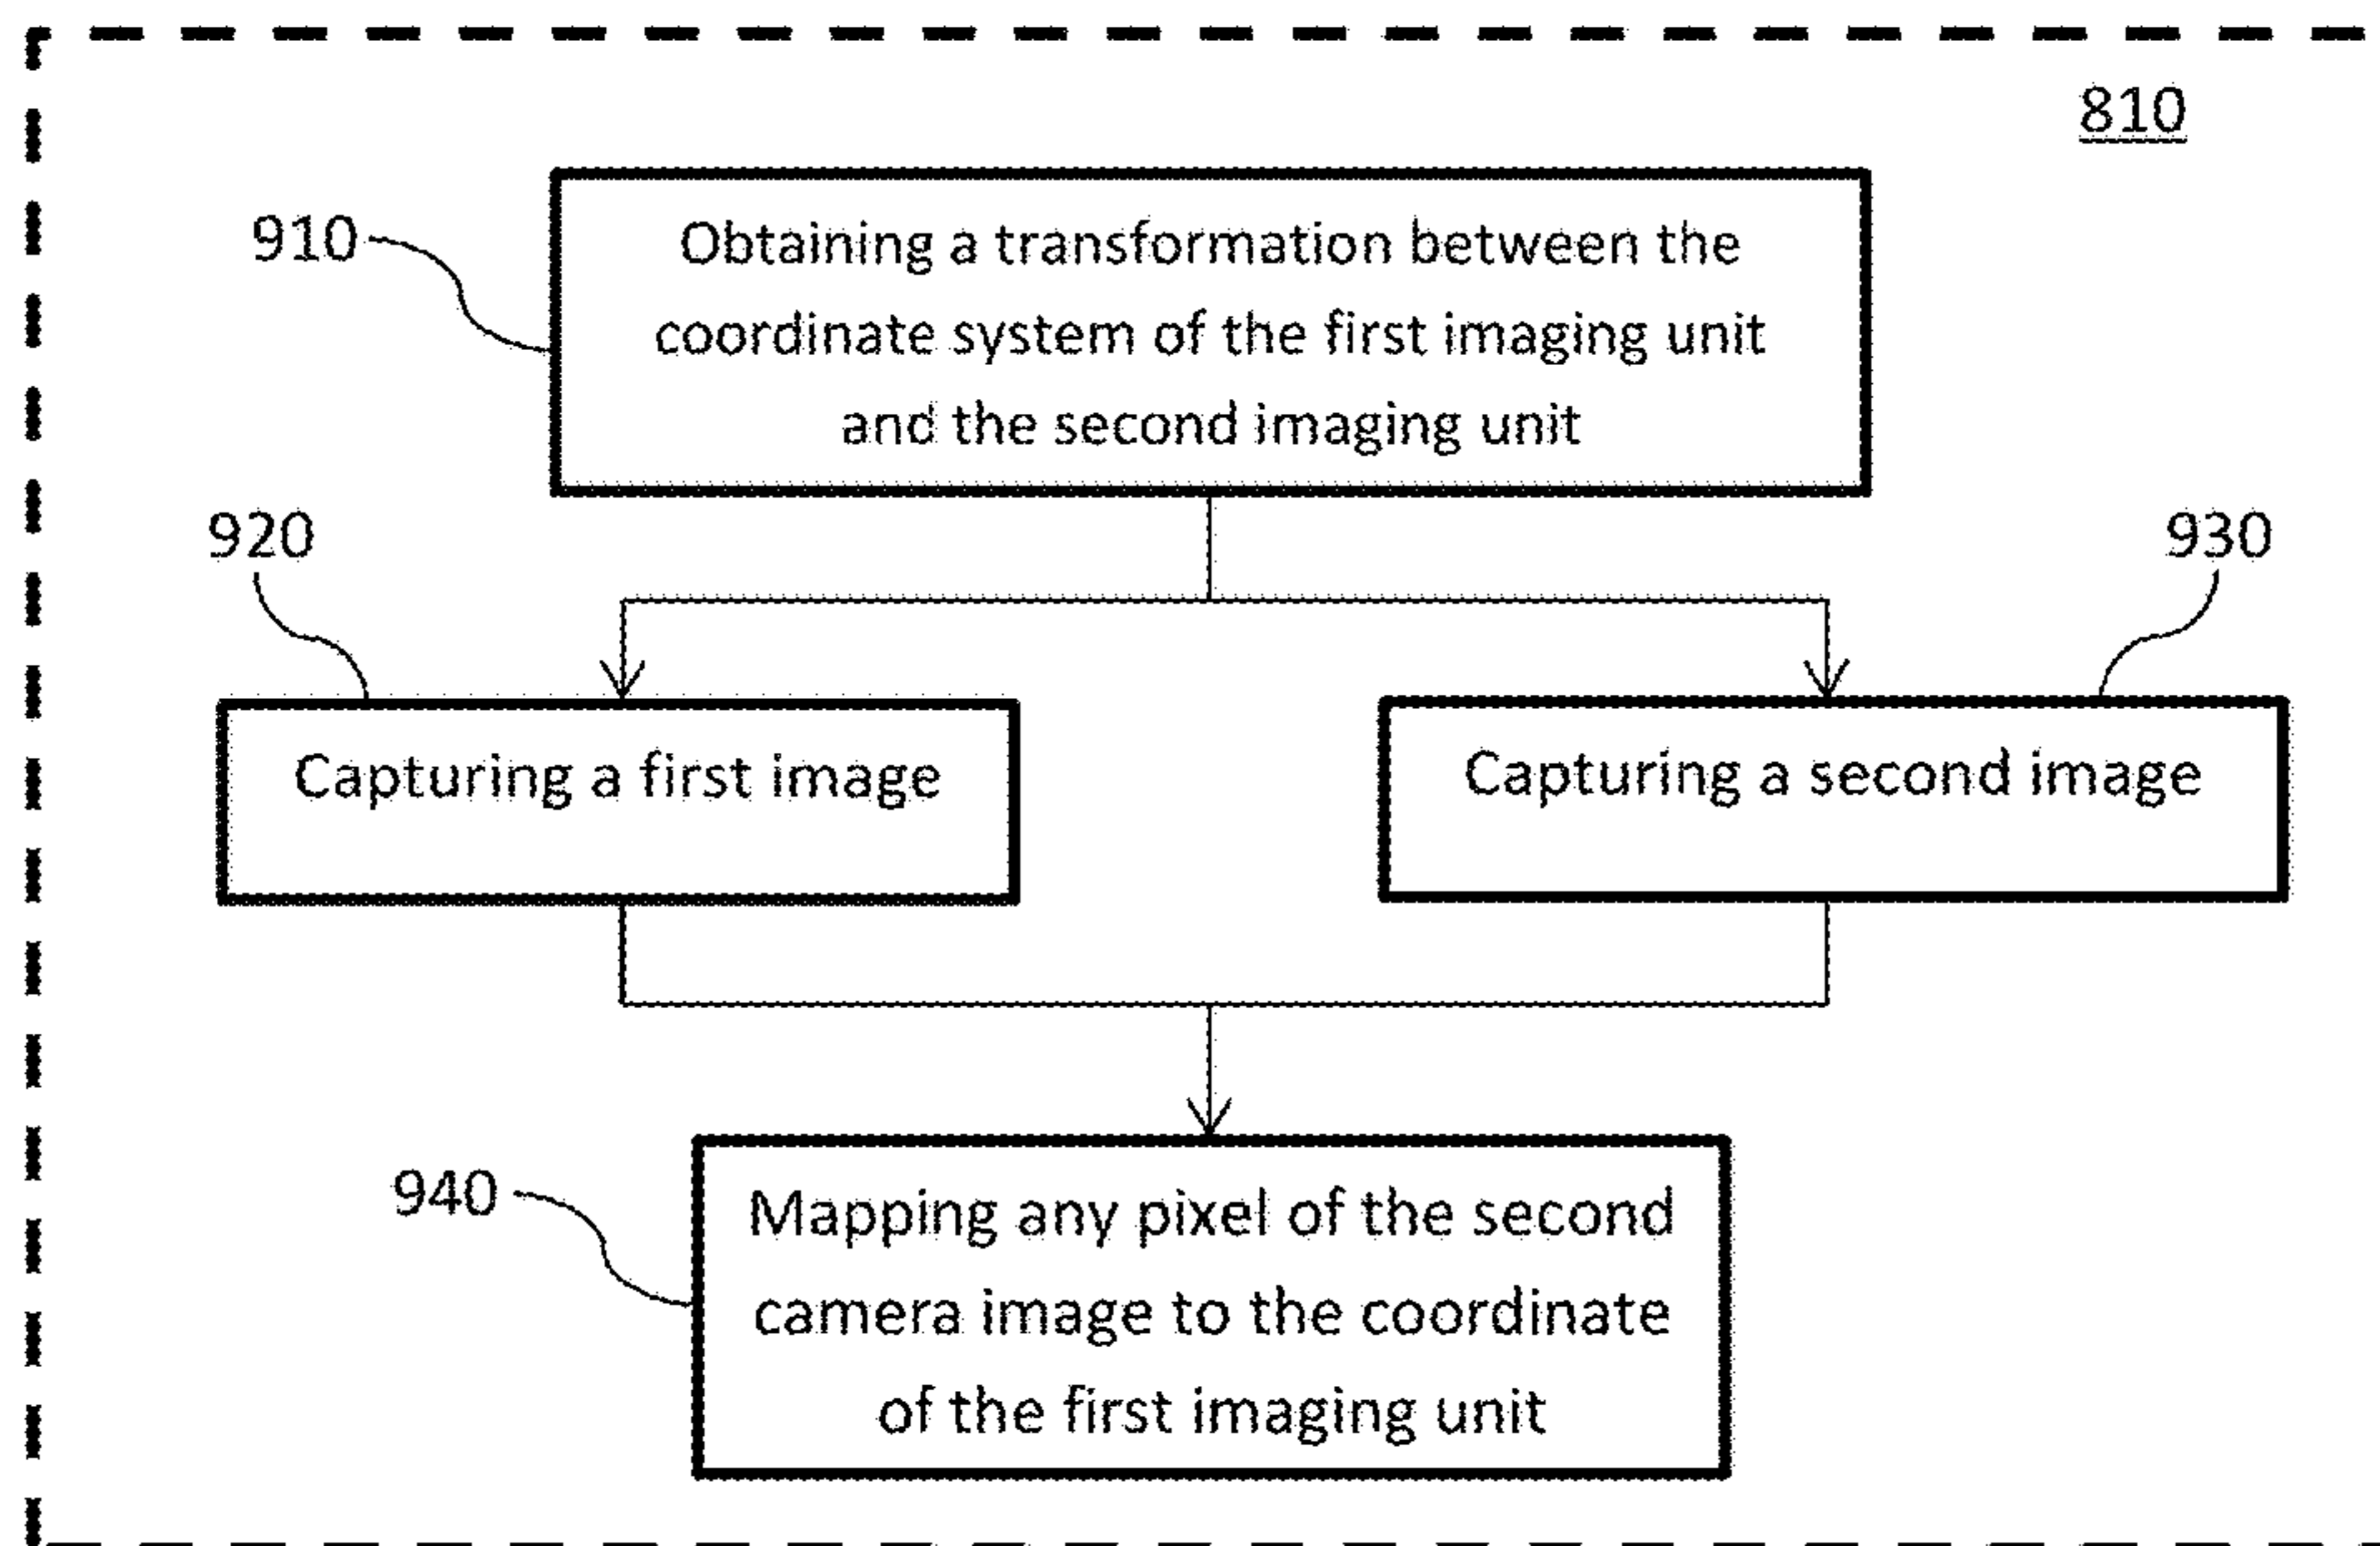 810
910
Obtaining a transformation between the
coordinate system of the first imaging unit
and the second imaging unit
920
930
Capturing a first image
Capturing a second image
940
Mapping any pixel of the second
camera image to the coordinate
of the first imaging unit